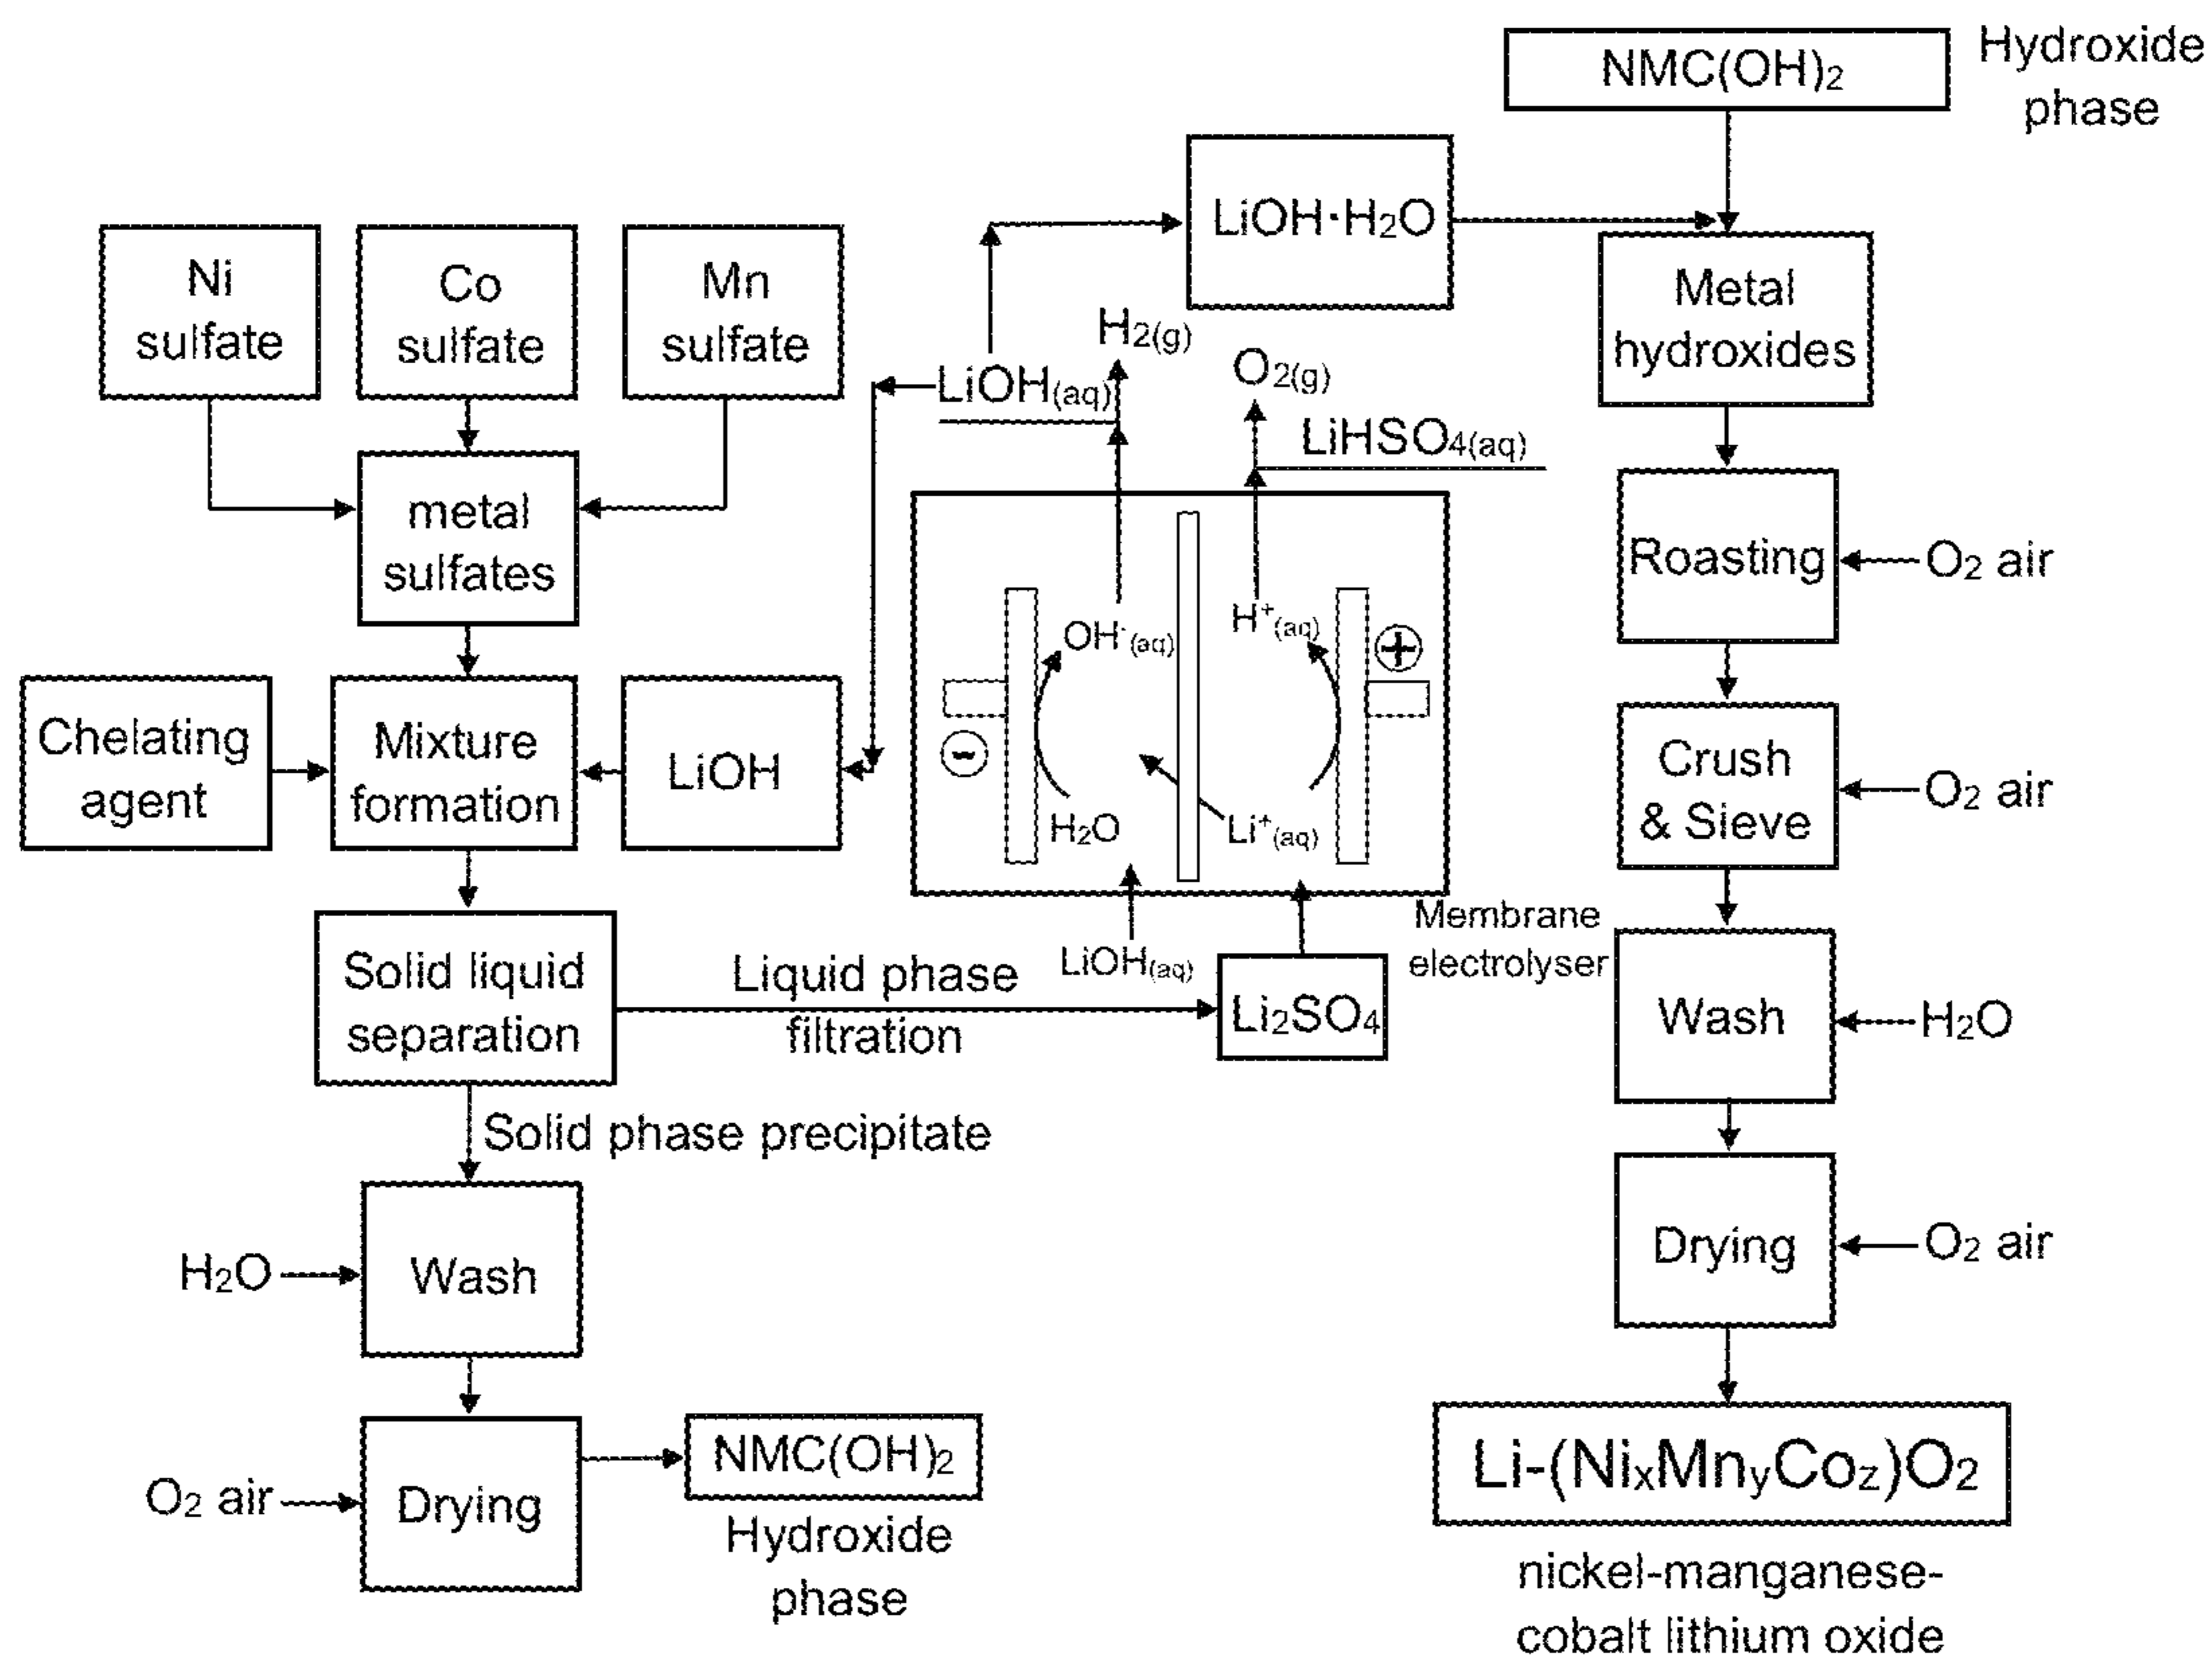 NMC(OH)2
Hydroxide
phase
LiOH·H2O
Ni
sulfate
Co
sulfate
Mn
sulfate
Metal
hydroxides
H2(g)
O2(g)
LiOH(aq)
LiHSO4(aq)
metal
sulfates
Roasting
O2 air
OH-(aq)
H+(aq)
+
-
H2O
Li+(aq)
Chelating
agent
Mixture
formation
LiOH
Crush
& Sieve
O2 air
Membrane
electrolyser
LiOH(aq)
Li2SO4
Solid liquid
separation
Liquid phase
filtration
Wash
H2O
Solid phase precipitate
H2O
Wash
Drying
O2 air
O2 air
Drying
NMC(OH)2
Hydroxide
phase
Li-(NixMnyCoz)O2
nickel-manganese-
cobalt lithium oxide